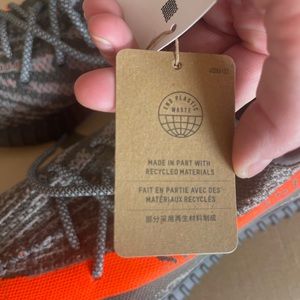 END PLASTIC
WASTE
MADE IN PART WITH
RECYCLED MATERIALS
FAIT EN PARTIE AVEC DES
MATÉRIAUX RECYCLÉS
部分采用再生材料制成